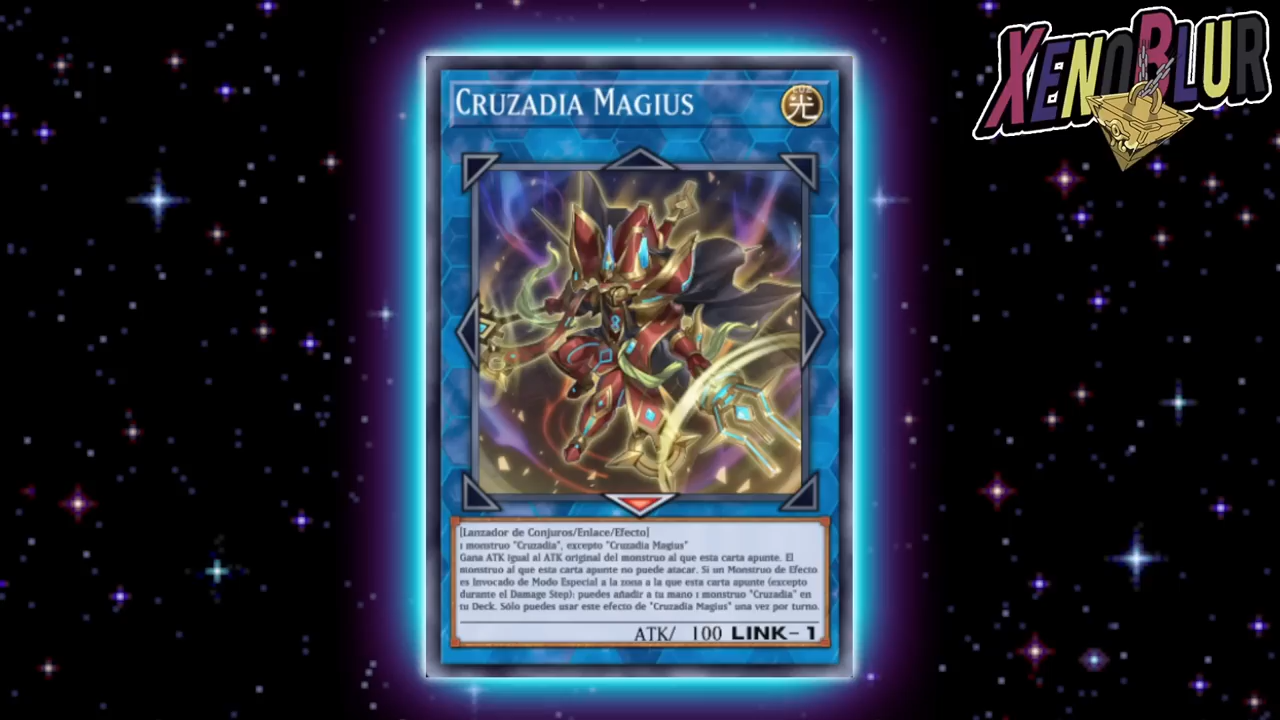 XENOBLUR
CRUZADIA MAGIUS
光
[Lanzador de Conjuros/Enlace/Efecto]
1 monstruo "Cruzadia", excepto "Cruzadia Magius"
Gana ATK igual al ATK original del monstruo al que esta carta apunte. El
monstruo al que esta carta apunte no puede atacar. Si un Monstruo de Efecto
es Invocado de Modo Especial a la zona a la que esta carta apunte (excepto
durante el Damage Step): puedes añadir a tu mano 1 monstruo "Cruzadia" en
tu Deck. Sólo puedes usar este efecto de "Cruzadia Magius" una vez por turno.
ATK/ 100 LINK-1